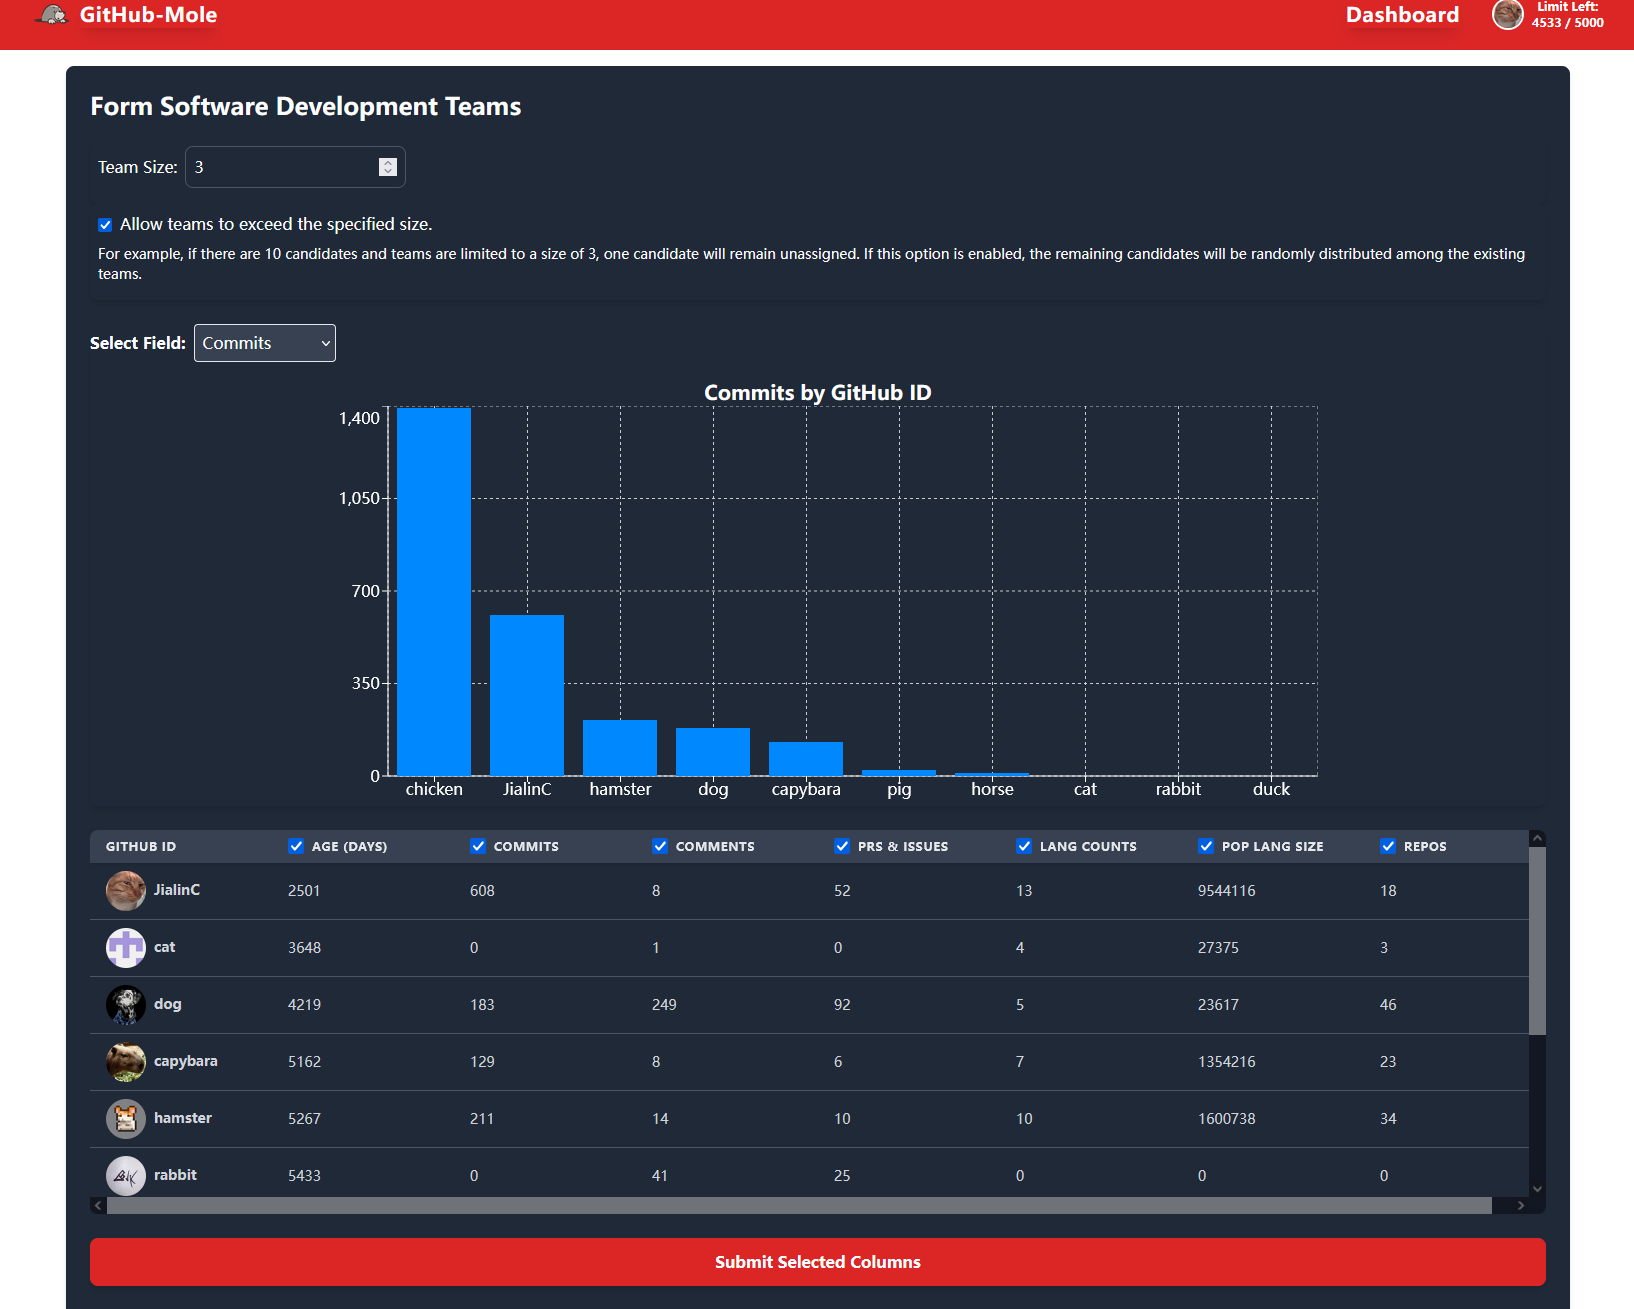 GitHub-Mole
Dashboard
Limit Left:
4533 / 5000
Form Software Development Teams
Team Size: 3
Allow teams to exceed the specified size.
For example, if there are 10 candidates and teams are limited to a size of 3, one candidate will remain unassigned. If this option is enabled, the remaining candidates will be randomly distributed among the existing
teams.
Select Field: Commits
Commits by GitHub ID
1,400
1,050
700
350
0
chicken JialinC hamster dog capybara pig horse cat rabbit duck
GITHUB ID AGE (DAYS) COMMITS COMMENTS PRS & ISSUES LANG COUNTS POP LANG SIZE REPOS
JialinC 2501 608 8 52 13 9544116 18
cat 3648 0 1 0 4 27375 3
dog 4219 183 249 92 5 23617 46
capybara 5162 129 8 6 7 1354216 23
hamster 5267 211 14 10 10 1600738 34
rabbit 5433 0 41 25 0 0 0
Submit Selected Columns